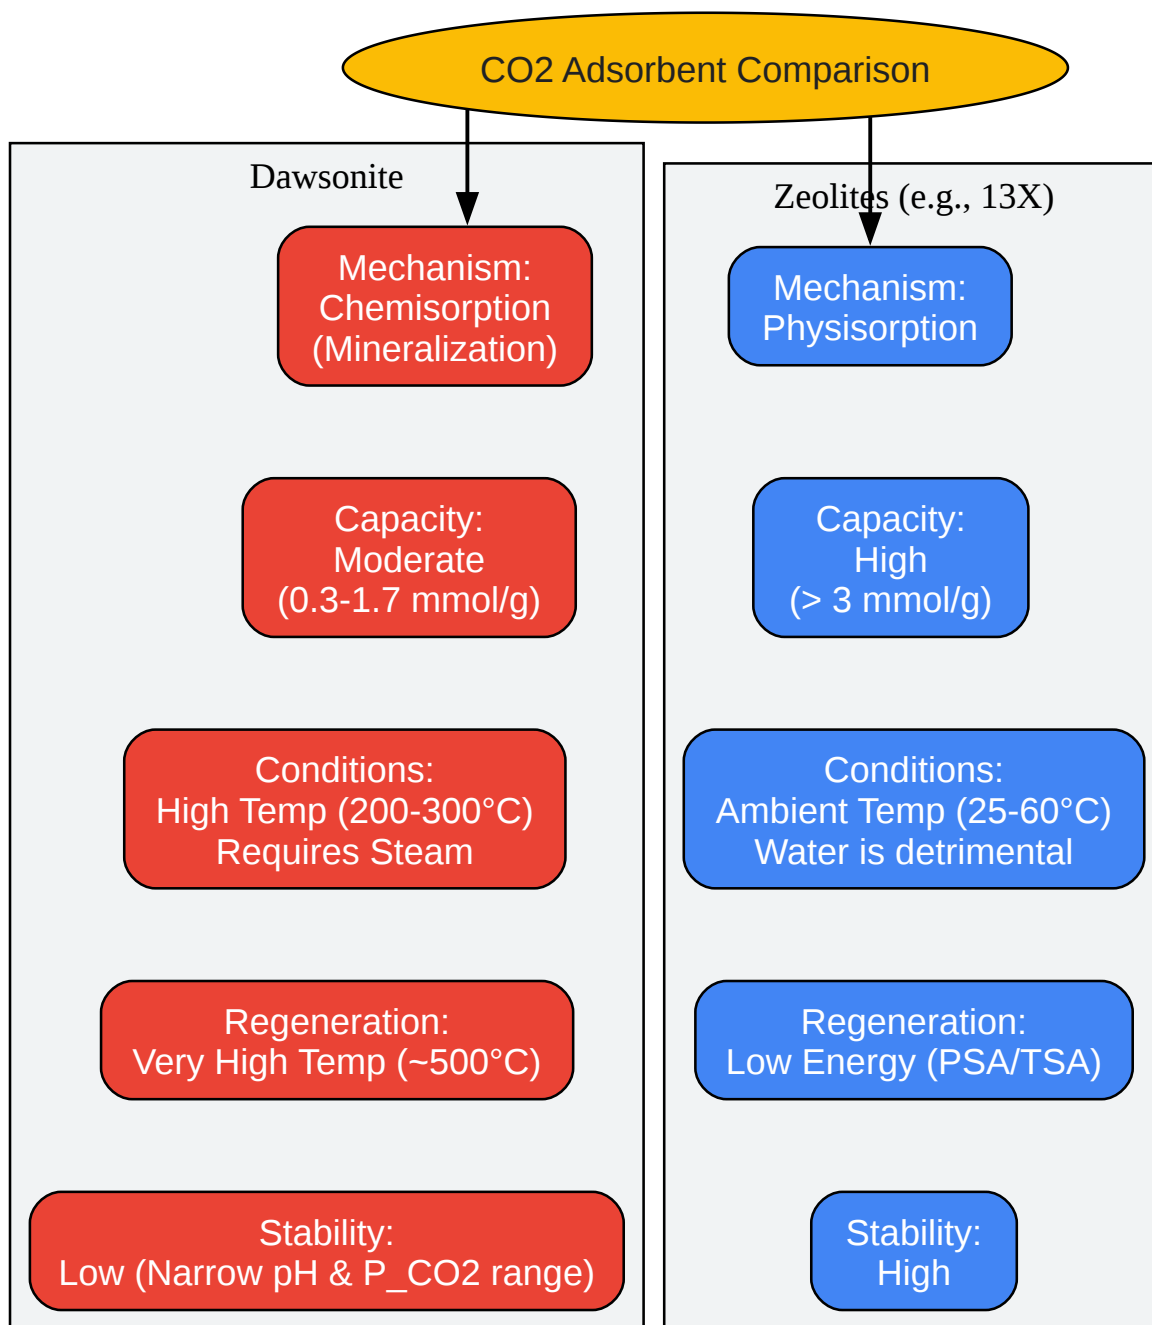 CO2 Adsorbent Comparison
Dawsonite
Mechanism:
Chemisorption
(Mineralization)
Capacity:
Moderate
(0.3-1.7 mmol/g)
Conditions:
High Temp (200-300°C)
Requires Steam
Regeneration:
Very High Temp (~500°C)
Stability:
Low (Narrow pH & P_CO2 range)
Zeolites (e.g., 13X)
Mechanism:
Physisorption
Capacity:
High
(> 3 mmol/g)
Conditions:
Ambient Temp (25-60°C)
Water is detrimental
Regeneration:
Low Energy (PSA/TSA)
Stability:
High